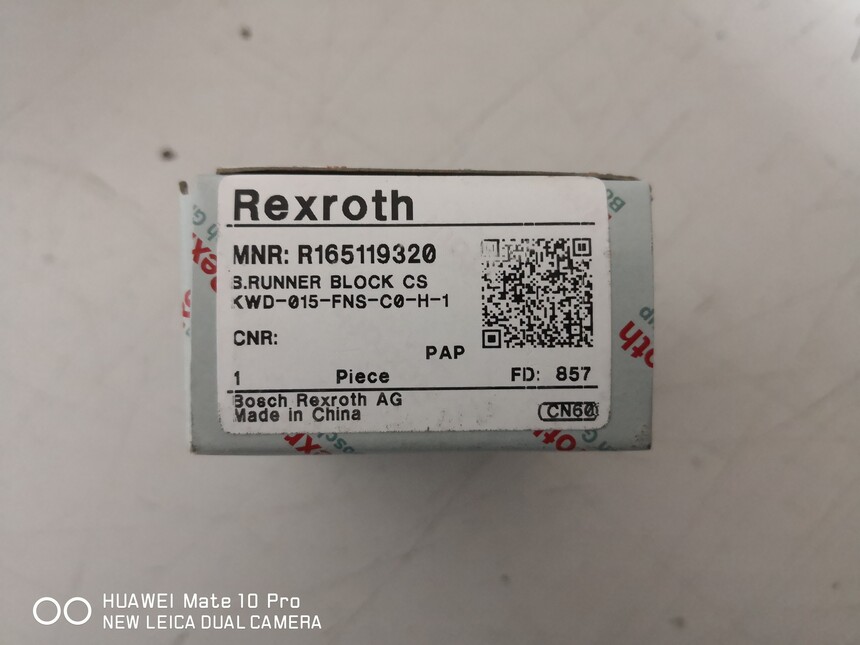 Rexroth
MNR: R165119320
B.RUNNER BLOCK CS
KWD-015-FNS-C0-H-1
CNR:
PAP
1 Piece FD: 857
Bosch Rexroth AG
Made in China
CN60
HUAWEI Mate 10 Pro
NEW LEICA DUAL CAMERA